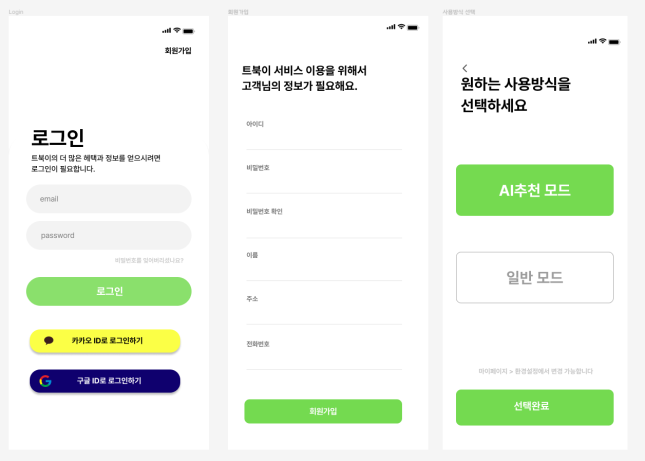 Login
회원가입
로그인
트북이의 더 많은 혜택과 정보를 얻으시려면
로그인이 필요합니다.
email
password
비밀번호를 잊어버리셨나요?
로그인
카카오 ID로 로그인하기
구글 ID로 로그인하기
회원가입
트북이 서비스 이용을 위해서
고객님의 정보가 필요해요.
아이디
비밀번호
비밀번호 확인
이름
주소
전화번호
회원가입
사용방식 선택
원하는 사용방식을
선택하세요
AI추천 모드
일반 모드
마이페이지 > 환경설정에서 변경 가능합니다
선택완료